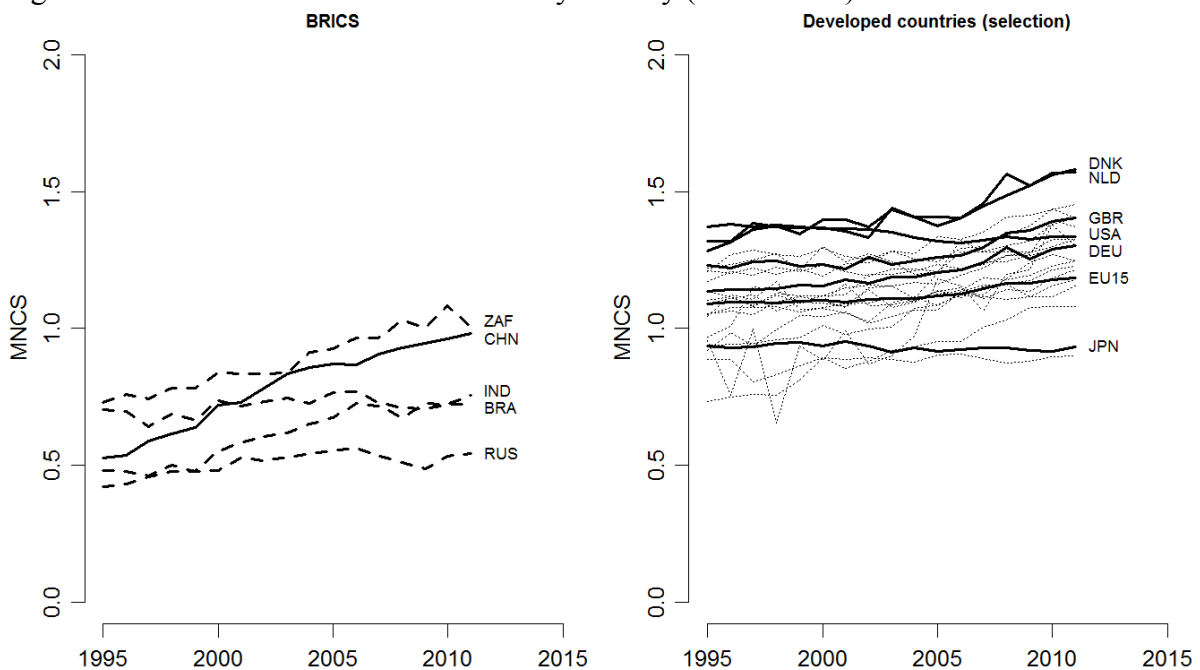 BRICS
MNCS
2.0
1.5
1.0
0.5
0.0
ZAF
CHN
IND
BRA
RUS
1995 2000 2005 2010 2015
Developed countries (selection)
MNCS
2.0
1.5
1.0
0.5
0.0
DNK
NLD
GBR
USA
DEU
EU15
JPN
1995 2000 2005 2010 2015